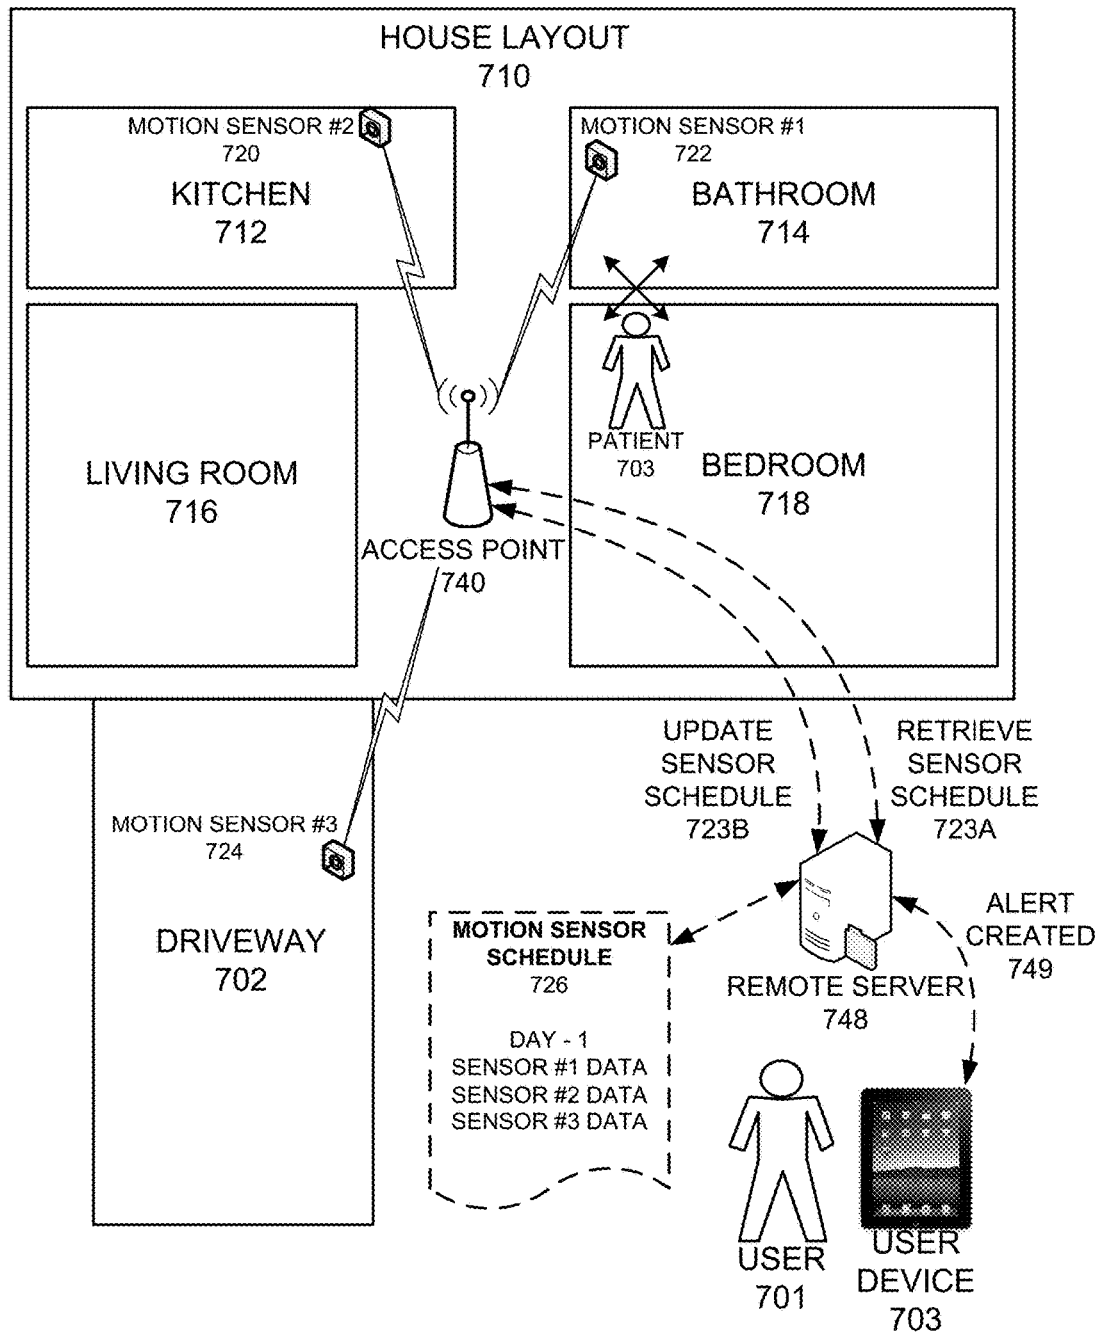 HOUSE LAYOUT
710
MOTION SENSOR #2
720
KITCHEN
712
MOTION SENSOR #1
722
BATHROOM
714
LIVING ROOM
716
PATIENT
703
BEDROOM
718
ACCESS POINT
740
UPDATE
SENSOR
SCHEDULE
723B
RETRIEVE
SENSOR
SCHEDULE
723A
MOTION SENSOR #3
724
DRIVEWAY
702
MOTION SENSOR
SCHEDULE
726
DAY - 1
SENSOR #1 DATA
SENSOR #2 DATA
SENSOR #3 DATA
REMOTE SERVER
748
ALERT
CREATED
749
USER
701
USER
DEVICE
703